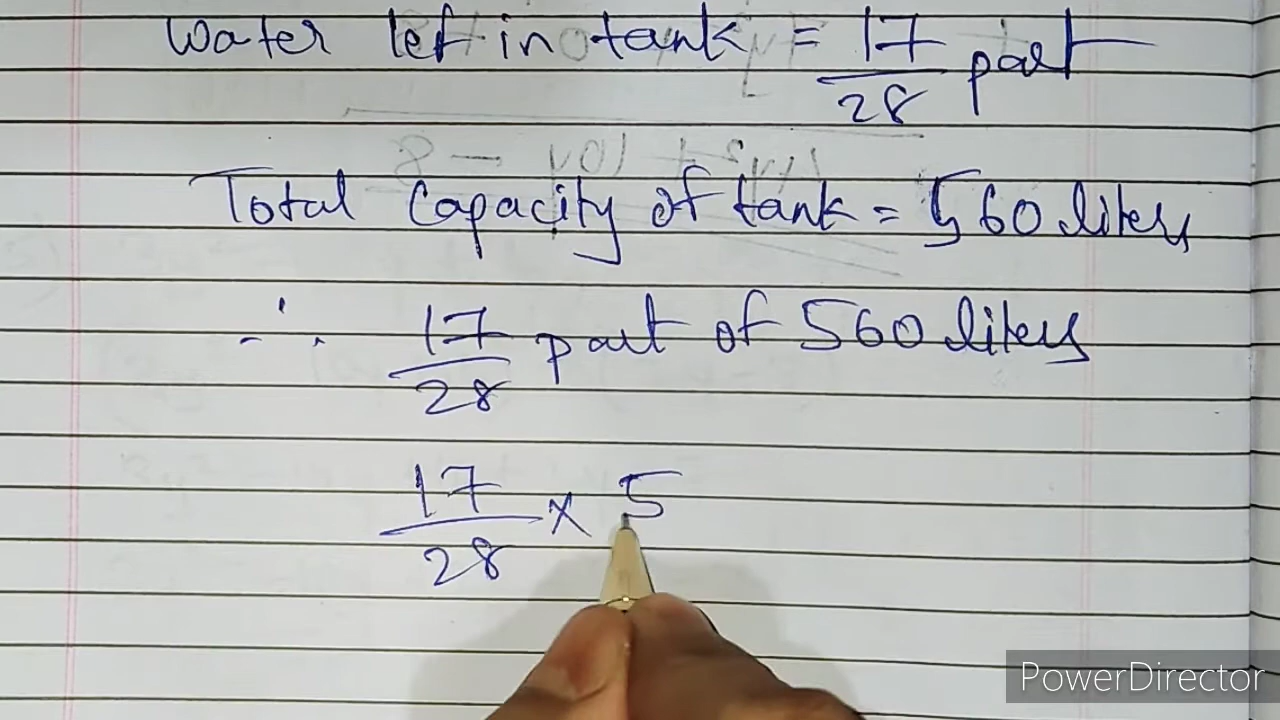 Water left in tank = 17/28 part
Total Capacity of tank = 560 liters
∴ 17/28 part of 560 liters
17/28 × 5
PowerDirector